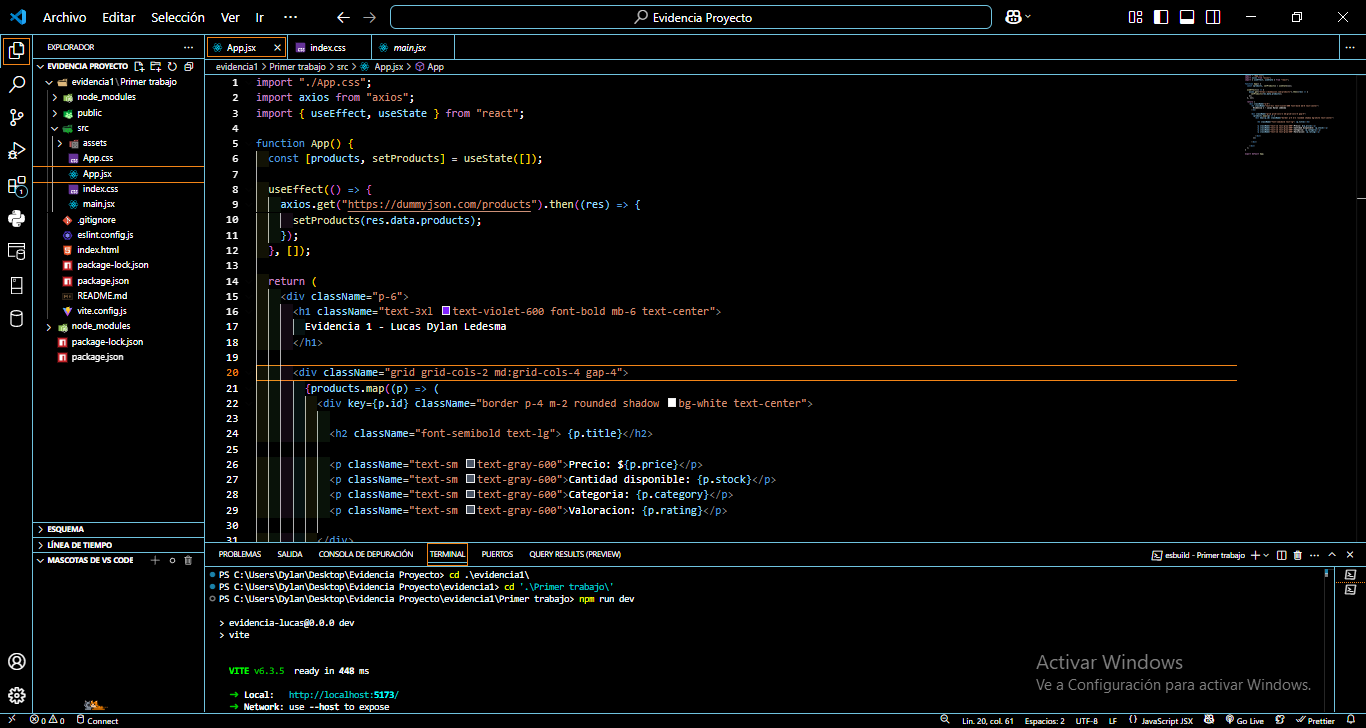 Archivo Editar Selección Ver Ir ··· Evidencia Proyecto
EXPLORADOR ···
App.jsx index.css main.jsx ···
EVIDENCIA PROYECTO
evidencia1 > Primer trabajo > src > App.jsx > App
evidencia1 \ Primer trabajo
node_modules
public
src
assets
App.css
App.jsx
index.css
main.jsx
.gitignore
eslint.config.js
index.html
package-lock.json
package.json
README.md
vite.config.js
node_modules
package-lock.json
package.json
ESQUEMA
LÍNEA DE TIEMPO
MASCOTAS DE VS CODE
1 import "./App.css";
2 import axios from "axios";
3 import { useEffect, useState } from "react";
4
5 function App() {
6 const [products, setProducts] = useState([]);
7
8 useEffect(() => {
9 axios.get("https://dummyjson.com/products").then((res) => {
10 setProducts(res.data.products);
11 });
12 }, []);
13
14 return (
15 <div className="p-6">
16 <h1 className="text-3xl text-violet-600 font-bold mb-6 text-center">
17 Evidencia 1 - Lucas Dylan Ledesma
18 </h1>
19
20 <div className="grid grid-cols-2 md:grid-cols-4 gap-4">
21 {products.map((p) => (
22 <div key={p.id} className="border p-4 m-2 rounded shadow bg-white text-center">
23
24 <h2 className="font-semibold text-lg"> {p.title}</h2>
25
26 <p className="text-sm text-gray-600">Precio: ${p.price}</p>
27 <p className="text-sm text-gray-600">Cantidad disponible: {p.stock}</p>
28 <p className="text-sm text-gray-600">Categoria: {p.category}</p>
29 <p className="text-sm text-gray-600">Valoracion: {p.rating}</p>
30
31 </div>
PROBLEMAS SALIDA CONSOLA DE DEPURACIÓN TERMINAL PUERTOS QUERY RESULTS (PREVIEW) esbuild - Primer trabajo
PS C:\Users\Dylan\Desktop\Evidencia Proyecto> cd .\evidencia1\
PS C:\Users\Dylan\Desktop\Evidencia Proyecto\evidencia1> cd '.\Primer trabajo\'
PS C:\Users\Dylan\Desktop\Evidencia Proyecto\evidencia1\Primer trabajo> npm run dev
> evidencia-lucas@0.0.0 dev
> vite
VITE v6.3.5 ready in 448 ms
➜ Local: http://localhost:5173/
➜ Network: use --host to expose
Activar Windows
Ve a Configuración para activar Windows.
0 0 Connect Lín. 20, col. 61 Espacios: 2 UTF-8 LF {} JavaScript JSX Go Live Prettier